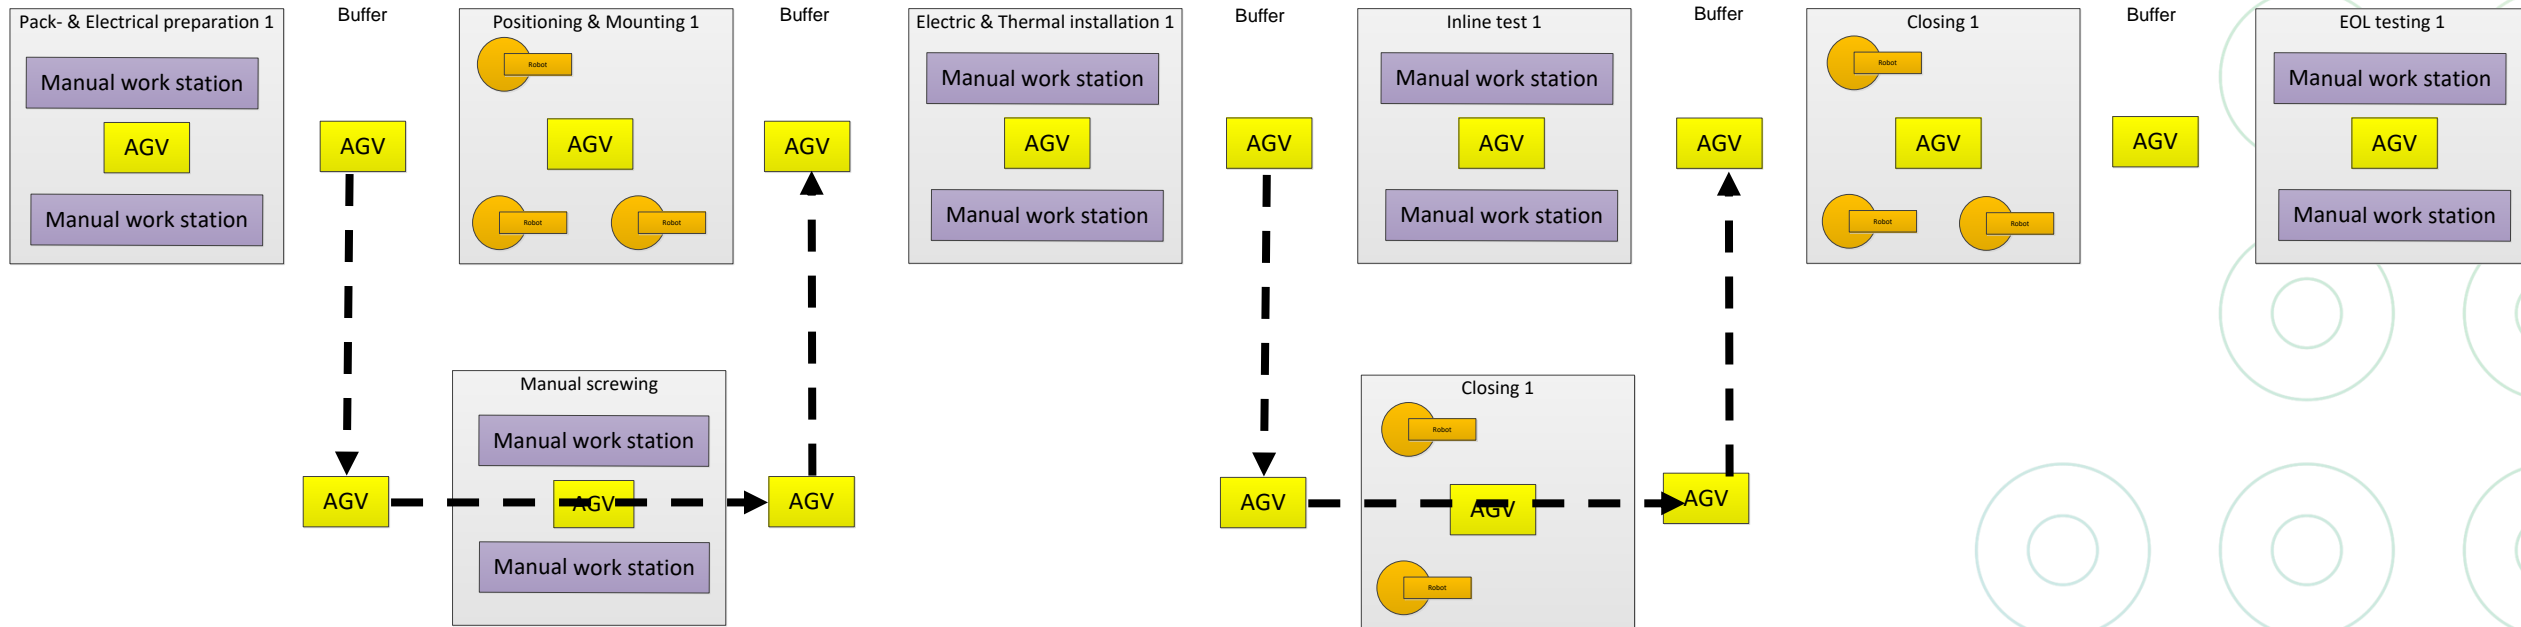 Pack- & Electrical preparation 1
Manual work station
AGV
Manual work station
Buffer
AGV
Positioning & Mounting 1
Robot
AGV
Robot
Robot
Buffer
AGV
Electric & Thermal installation 1
Manual work station
AGV
Manual work station
Buffer
AGV
Inline test 1
Manual work station
AGV
Manual work station
Buffer
AGV
Closing 1
Robot
AGV
Robot
Robot
Buffer
AGV
EOL testing 1
Manual work station
AGV
Manual work station
AGV
Manual screwing
Manual work station
AGV
Manual work station
AGV
AGV
Closing 1
Robot
AGV
Robot
AGV